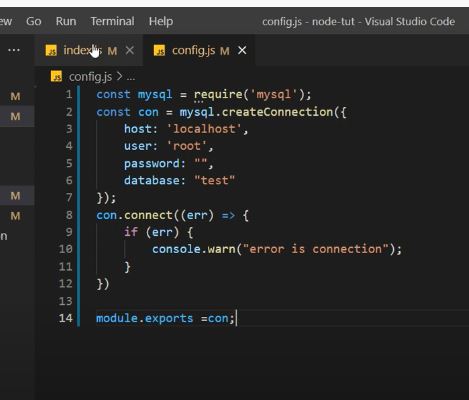 ew Go Run Terminal Help config.js - node-tut - Visual Studio Code
... JS index.js M × JS config.js M ×
JS config.js > ...
M
M
M
M
n
1 const mysql = require('mysql');
2 const con = mysql.createConnection({
3 host: 'localhost',
4 user: 'root',
5 password: "",
6 database: "test"
7 });
8 con.connect((err) => {
9 if (err) {
10 console.warn("error is connection");
11 }
12 })
13
14 module.exports =con;